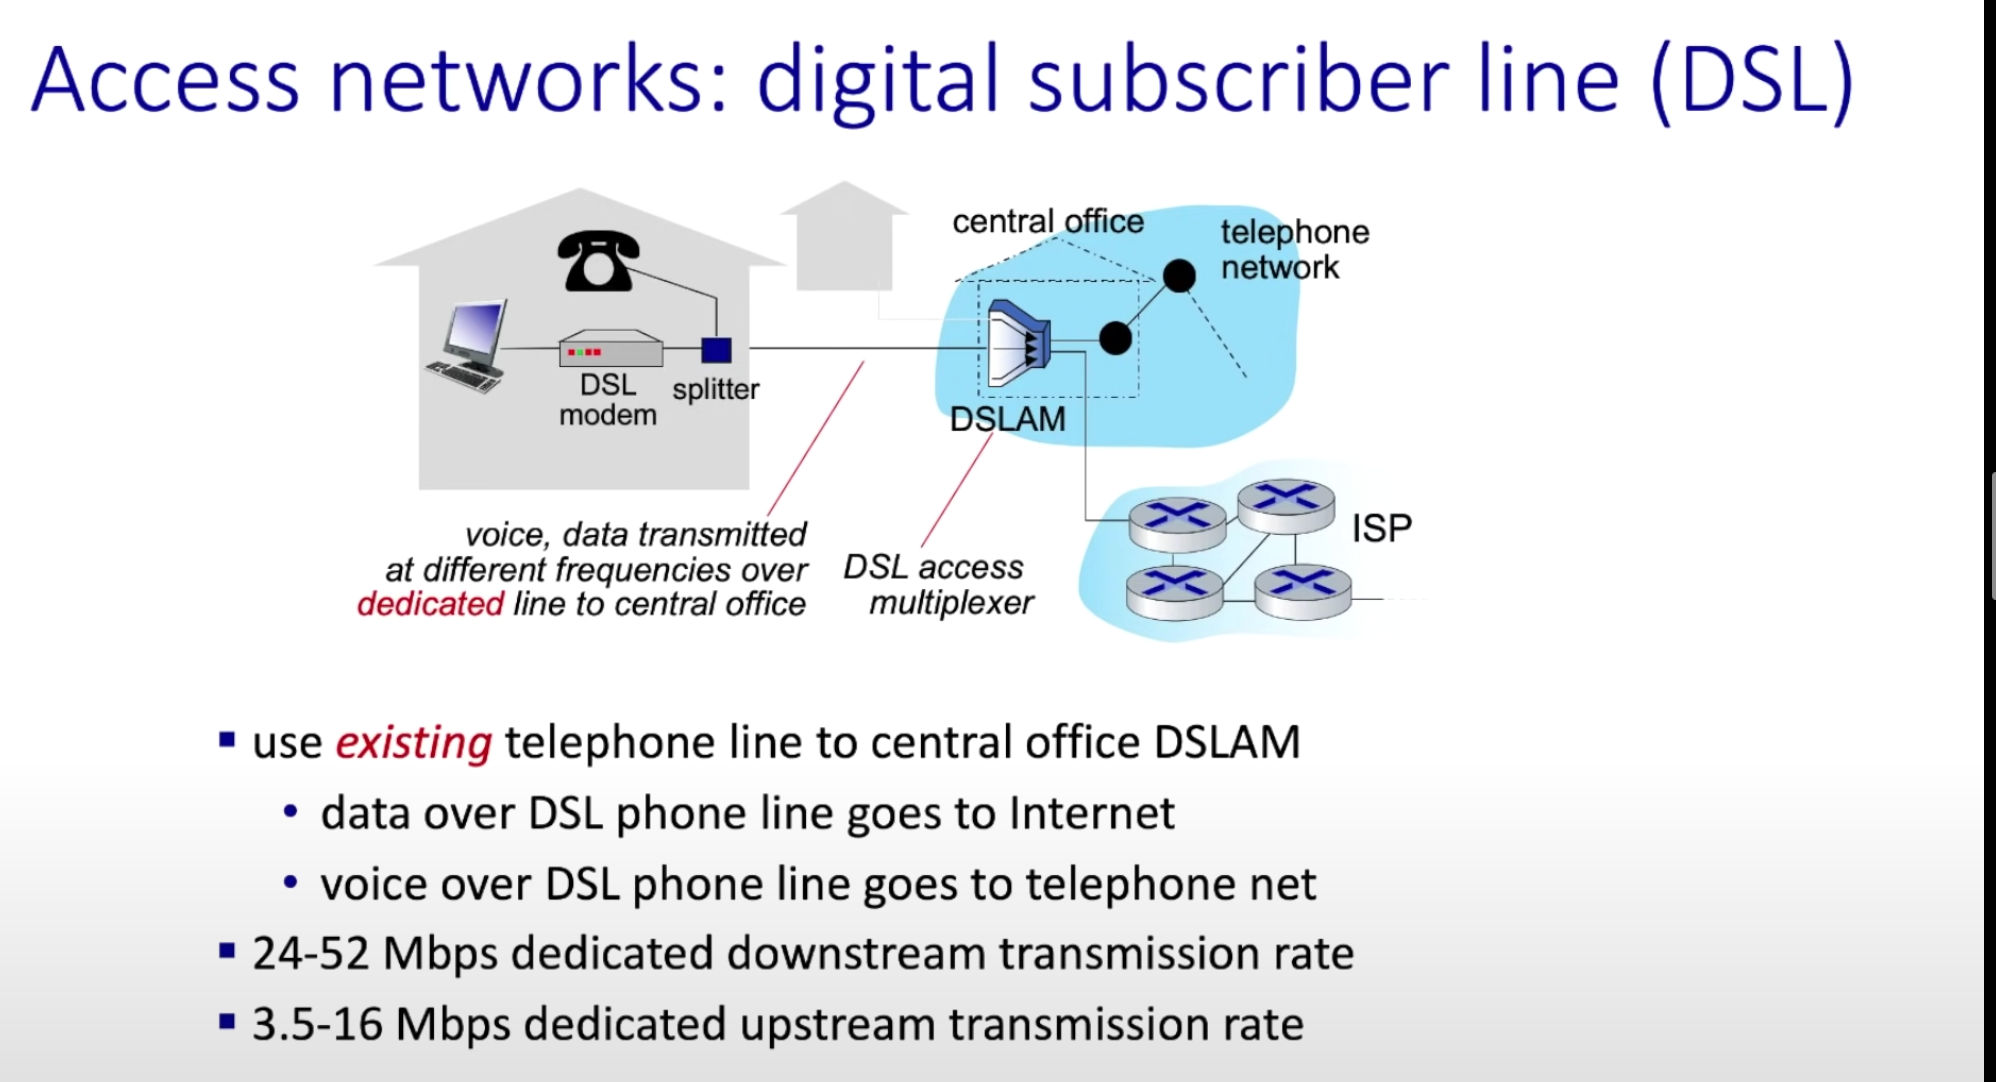 Access networks: digital subscriber line (DSL)
central office
telephone
network
DSL
modem
splitter
DSLAM
voice, data transmitted
at different frequencies over
dedicated line to central office
DSL access
multiplexer
ISP
use existing telephone line to central office DSLAM
data over DSL phone line goes to Internet
voice over DSL phone line goes to telephone net
24-52 Mbps dedicated downstream transmission rate
3.5-16 Mbps dedicated upstream transmission rate